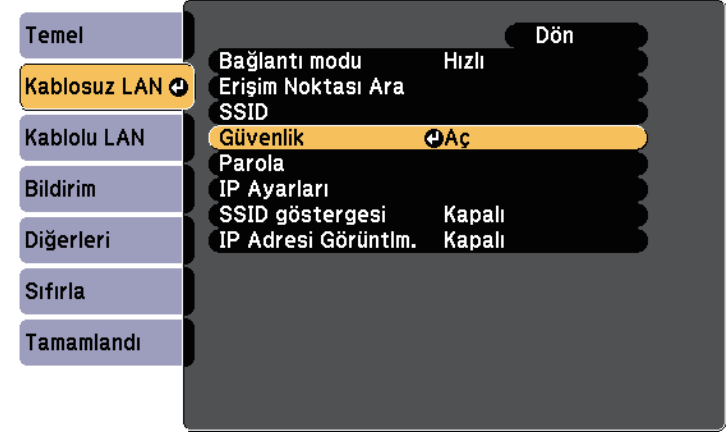 Temel
Kablosuz LAN
Kablolu LAN
Bildirim
Diğerleri
Sıfırla
Tamamlandı
Dön
Bağlantı modu Hızlı
Erişim Noktası Ara
SSID
Güvenlik Aç
Parola
IP Ayarları
SSID göstergesi Kapalı
IP Adresi Görüntlm. Kapalı